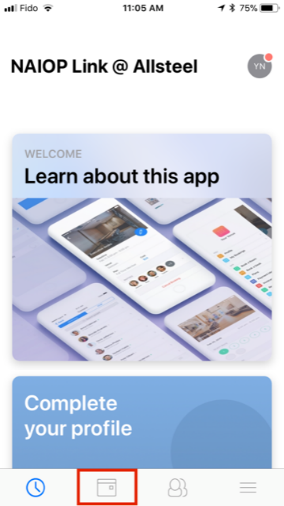 Fido 11:05 AM 75%
NAIOP Link @ Allsteel
YN
WELCOME
Learn about this app
Complete
your profile